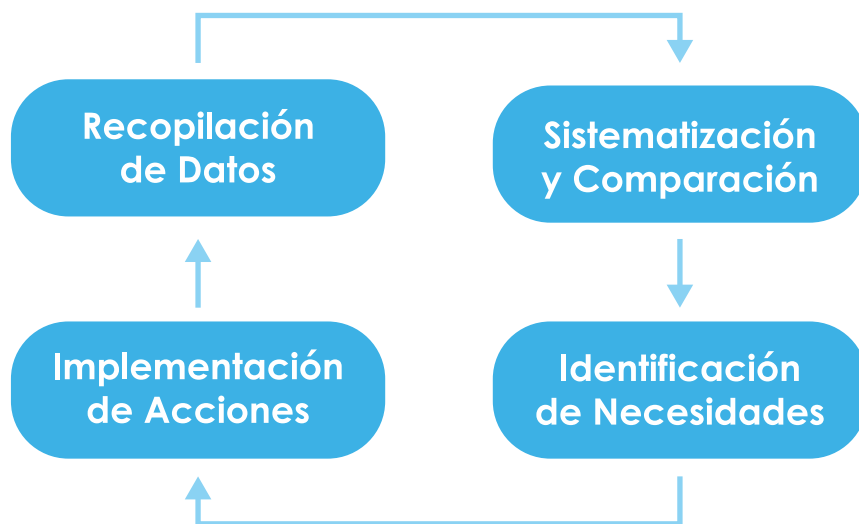 Recopilación
de Datos
Sistematización
y Comparación
Implementación
de Acciones
Identificación
de Necesidades